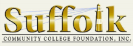 Suffolk
COMMUNITY COLLEGE FOUNDATION, INC.